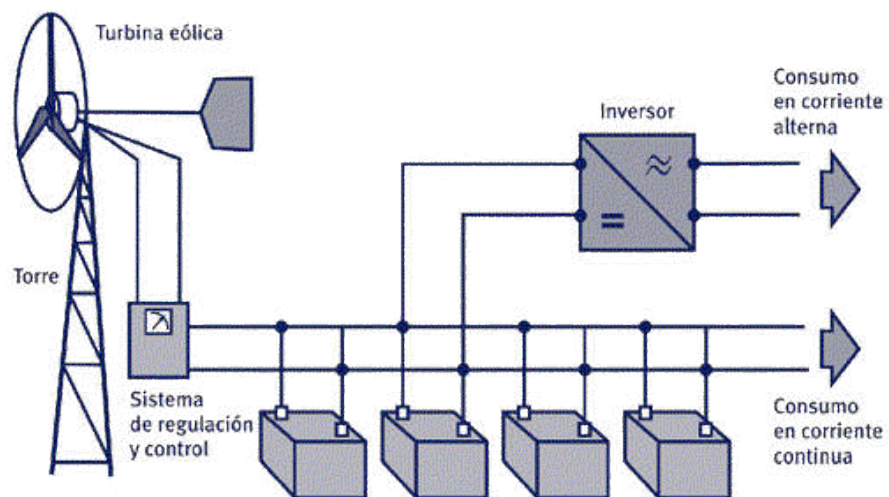 Turbina eólica
Inversor
Consumo
en corriente
alterna
Torre
Sistema
de regulación
y control
Consumo
en corriente
continua